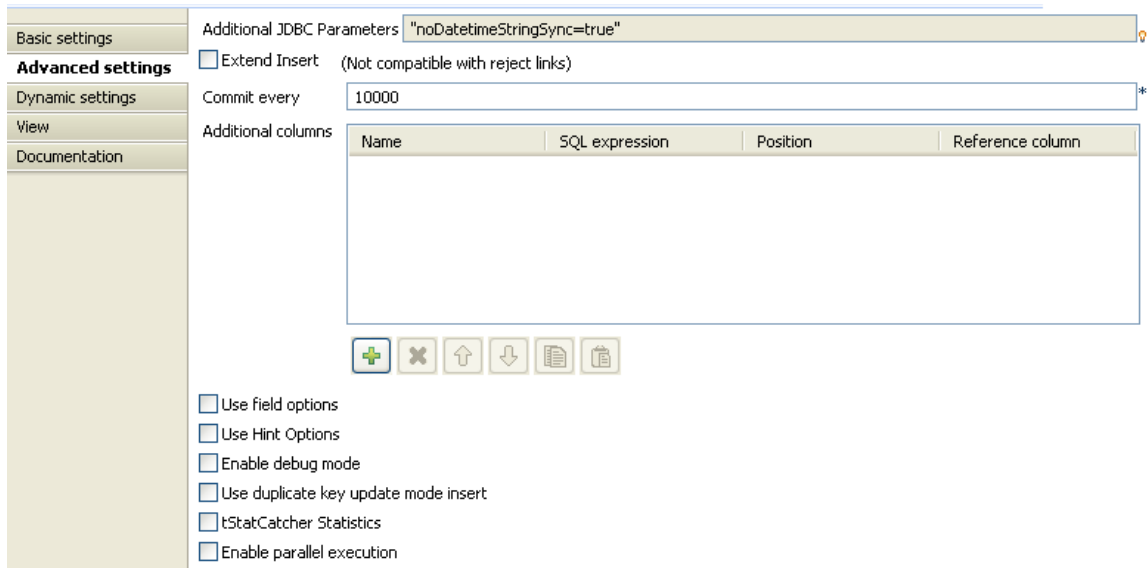 Basic settings
Advanced settings
Dynamic settings
View
Documentation
Additional JDBC Parameters "noDatetimeStringSync=true"
Extend Insert (Not compatible with reject links)
Commit every 10000 *
Additional columns
Name SQL expression Position Reference column
Use field options
Use Hint Options
Enable debug mode
Use duplicate key update mode insert
tStatCatcher Statistics
Enable parallel execution